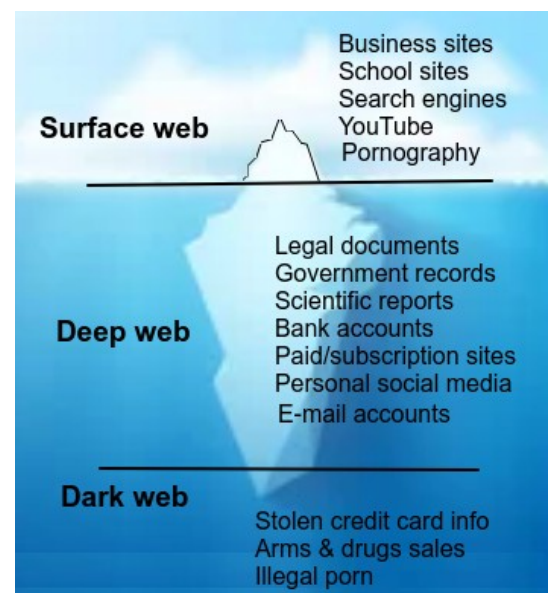 Business sites
School sites
Search engines
Surface web
YouTube
Pornography
Legal documents
Government records
Scientific reports
Deep web
Bank accounts
Paid/subscription sites
Personal social media
E-mail accounts
Dark web
Stolen credit card info
Arms & drugs sales
Illegal porn